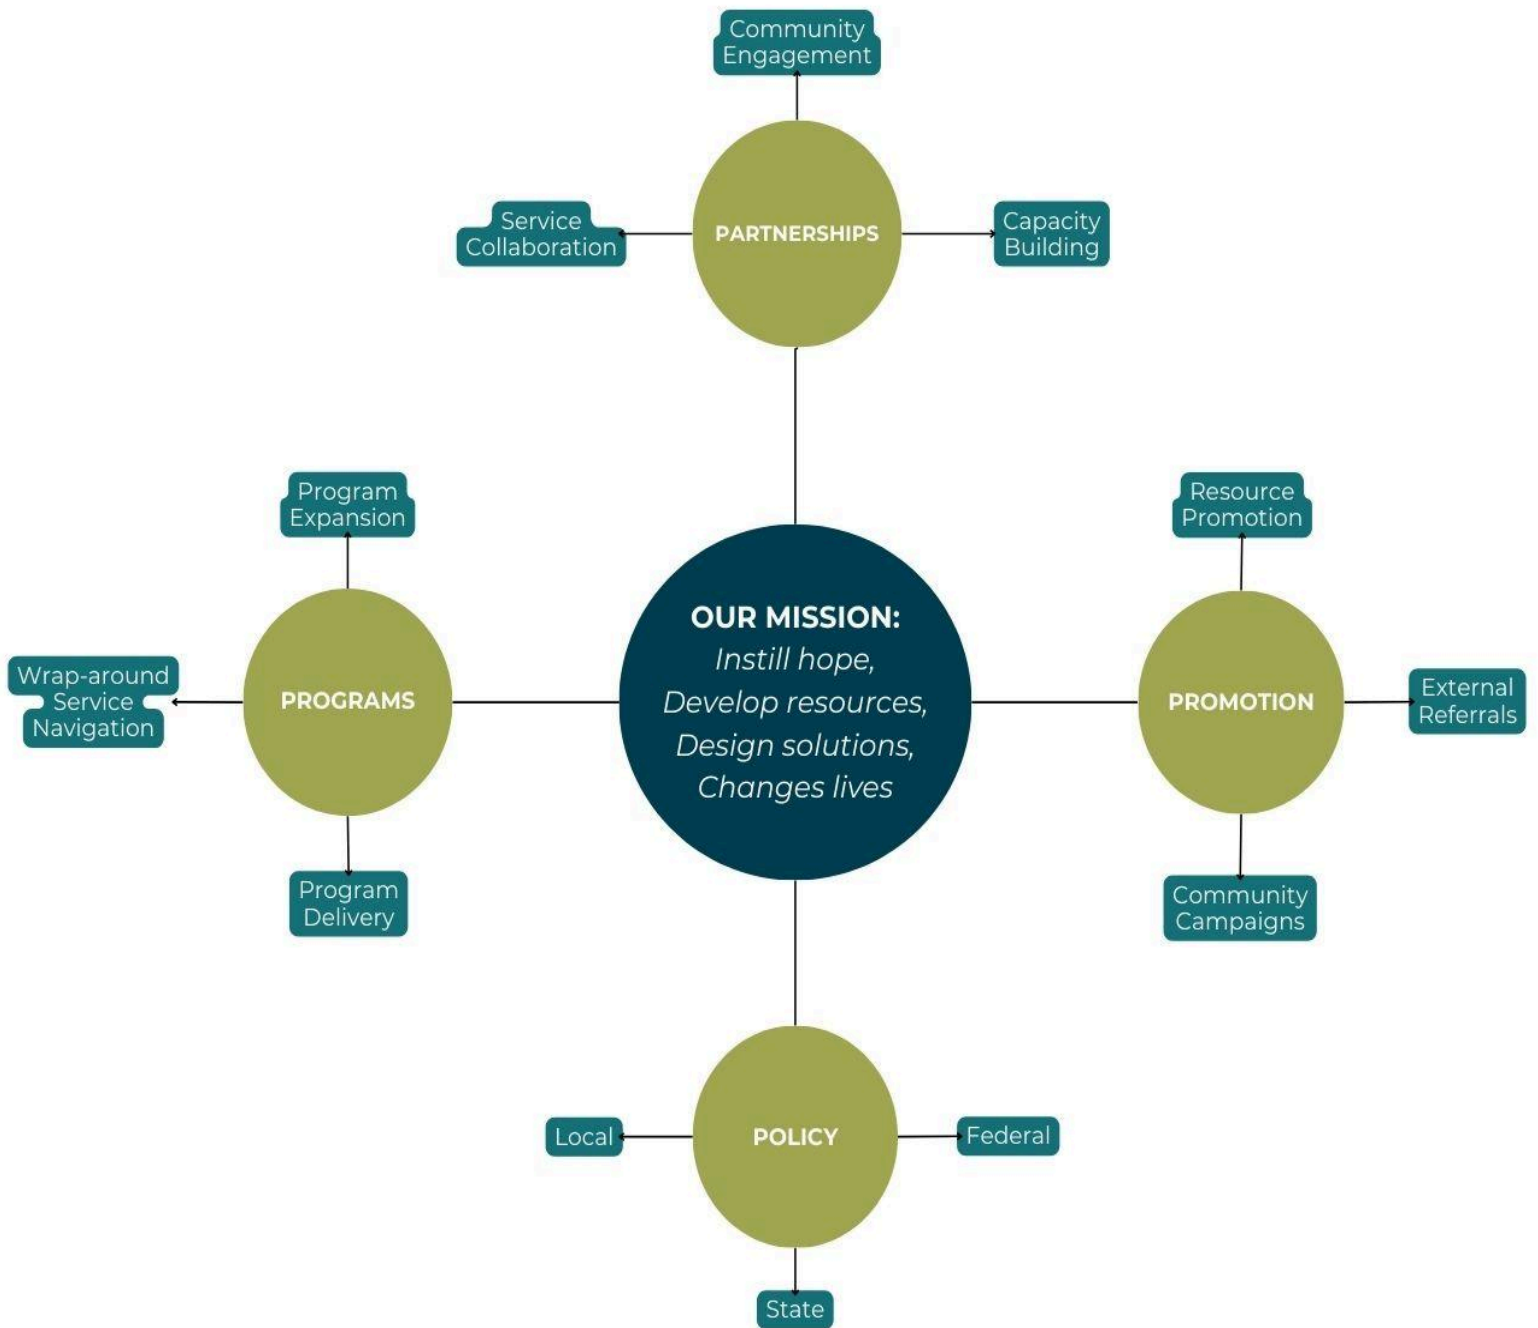 Community
Engagement
PARTNERSHIPS
Service
Collaboration
Capacity
Building
Program
Expansion
PROGRAMS
Wrap-around
Service
Navigation
Program
Delivery
OUR MISSION:
Instill hope,
Develop resources,
Design solutions,
Changes lives
Resource
Promotion
PROMOTION
External
Referrals
Community
Campaigns
POLICY
Local
Federal
State